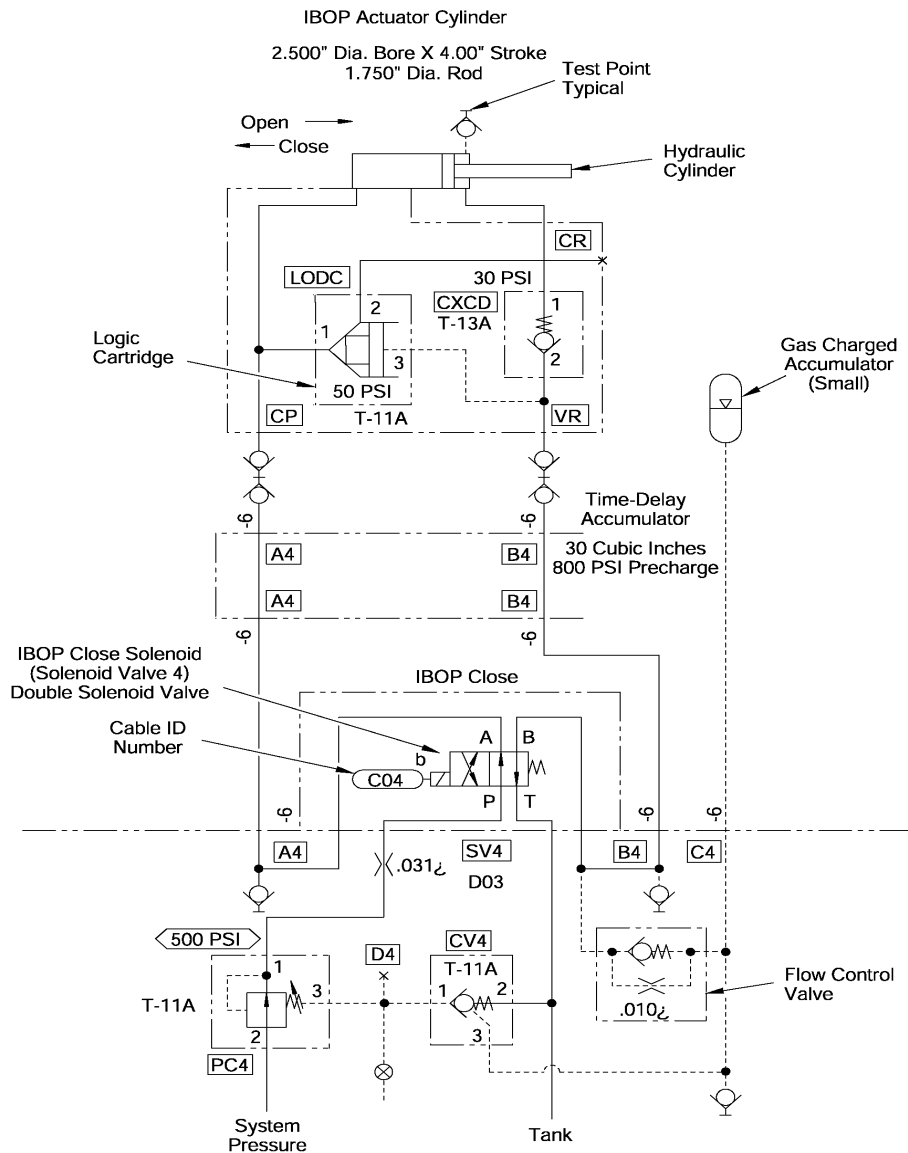 IBOP Actuator Cylinder
2.500" Dia. Bore X 4.00" Stroke
1.750" Dia. Rod
Test Point
Typical
Open
Close
Hydraulic
Cylinder
CR
LODC
30 PSI
CXCD
T-13A
1
2
2
1
3
50 PSI
T-11A
Logic
Cartridge
Gas Charged
Accumulator
(Small)
CP
VR
-6
-6
Time-Delay
Accumulator
30 Cubic Inches
800 PSI Precharge
A4
B4
A4
B4
-6
-6
IBOP Close Solenoid
(Solenoid Valve 4)
Double Solenoid Valve
IBOP Close
Cable ID
Number
A
B
b
C04
P
T
-6
-6
-6
A4
.031¿
SV4
D03
B4
C4
500 PSI
D4
CV4
T-11A
1
3
2
T-11A
PC4
1
2
3
.010¿
Flow Control
Valve
System
Pressure
Tank